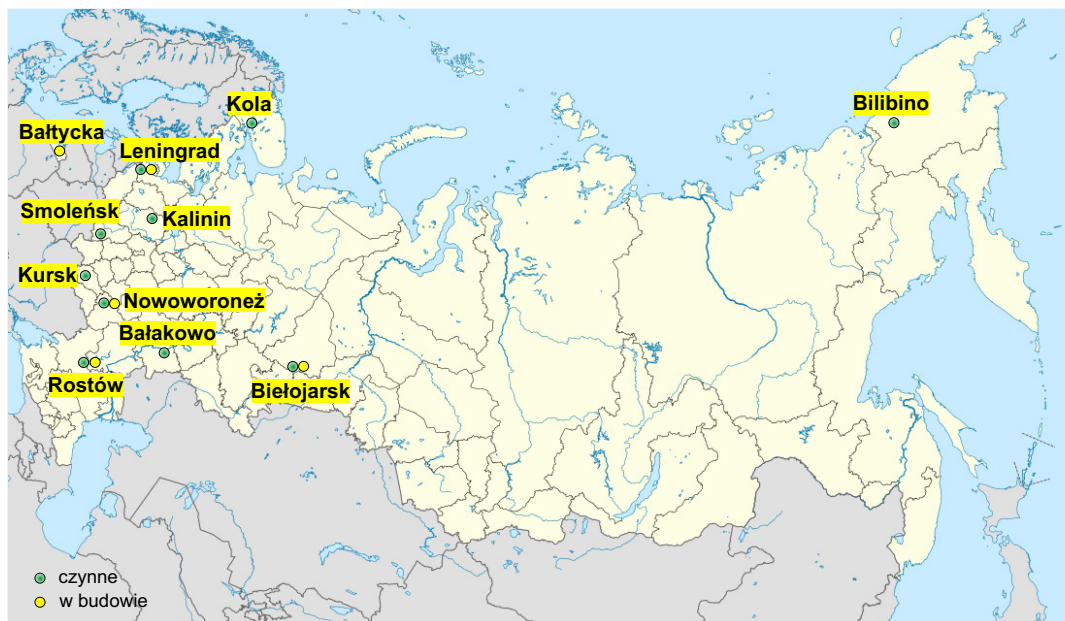 Kola
Bilibino
Bałtycka
Leningrad
Smoleńsk
Kalinin
Kursk
Nowoworoneż
Bałakowo
Rostów
Biełojarsk
czynne
w budowie